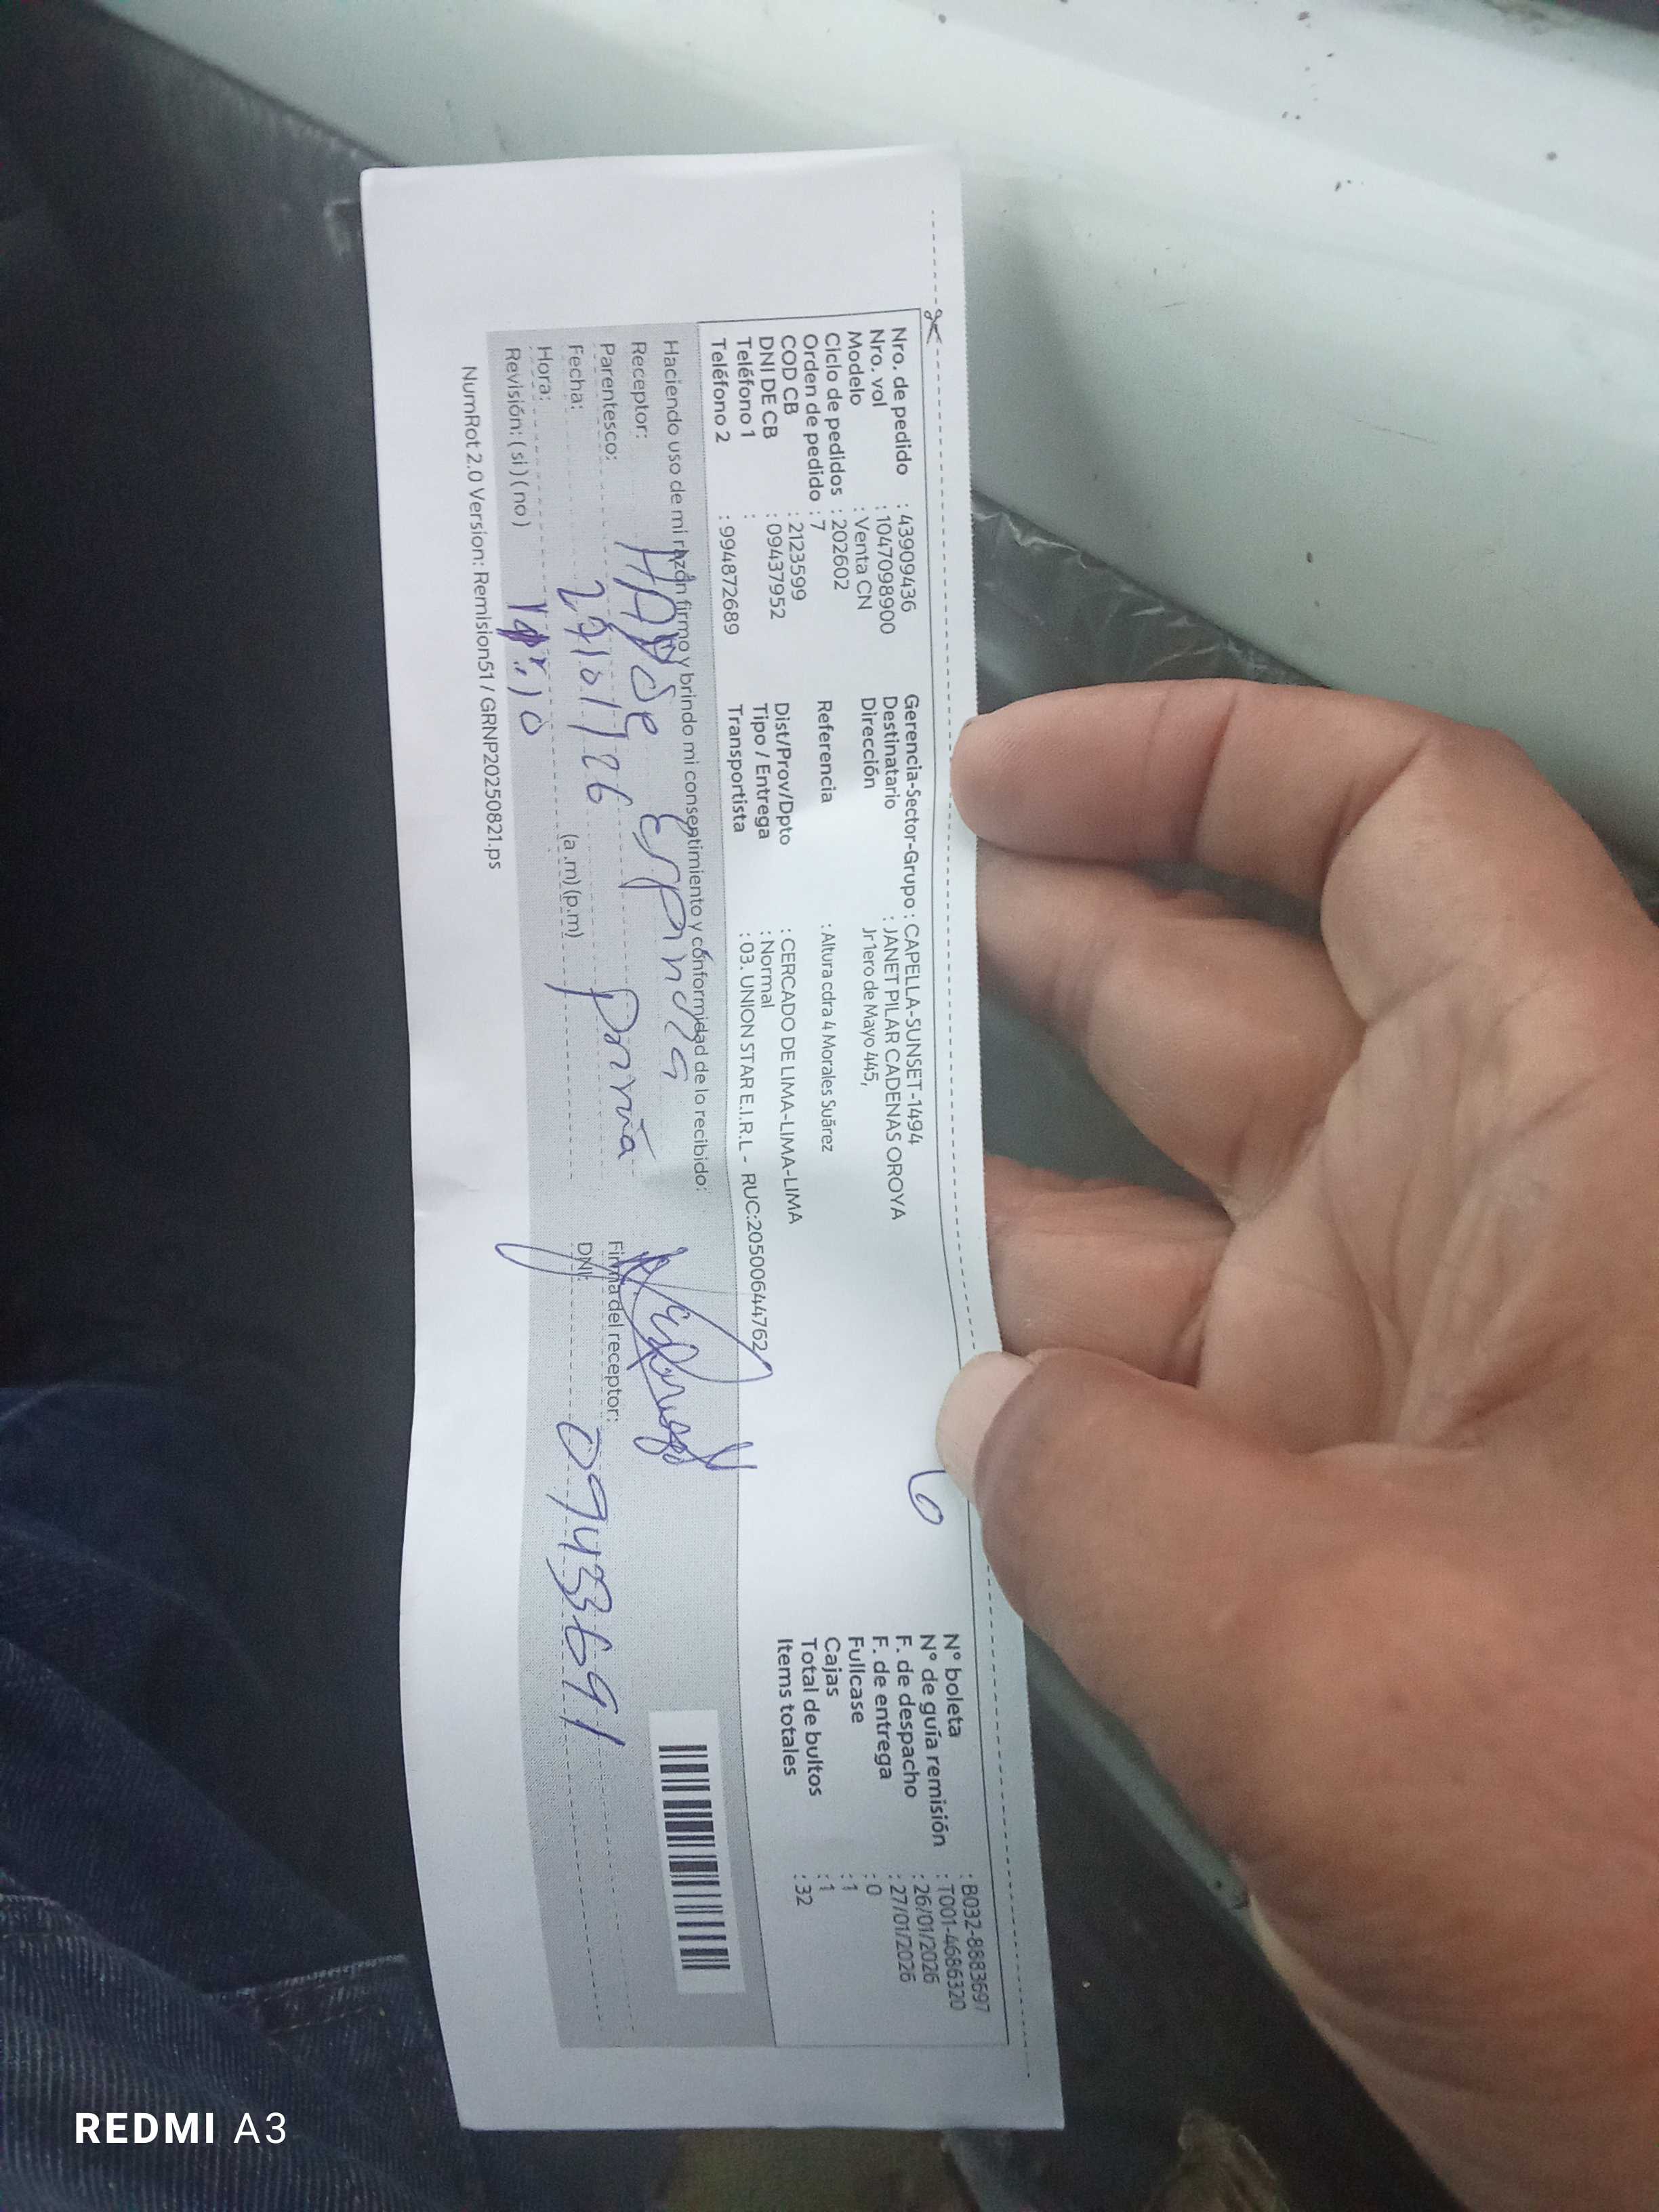 Nro. de pedido : 43909436
Nro. vol : 1047098900
Modelo : Venta CN
Ciclo de pedidos : 202602
Orden de pedido : 7
COD CB : 2123599
DNI DE CB : 09437952
Teléfono 1 :
Teléfono 2 : 994872689
Gerencia-Sector-Grupo : CAPELLA-SUNSET-1494
Destinatario : JANET PILAR CADENAS OROYA
Dirección Jr 1ero de Mayo 445,
Referencia : Altura cdra 4 Morales Suárez
Dist/Prov/Dpto : CERCADO DE LIMA-LIMA-LIMA
Tipo / Entrega : Normal
Transportista : 03. UNION STAR E.I.R.L - RUC:20500644762
6
N° boleta : B032-8883697
N° de guía remisión : T001-4686320
F. de despacho : 26/01/2026
F. de entrega : 27/01/2026
Fullcase : 0
Cajas : 1
Total de bultos : 1
Items totales : 32
Haciendo uso de mi razón firmo y brindo mi consentimiento y conformidad de lo recibido:
Receptor:
Parentesco:
Fecha: 27/01/26
Hora: 10 (a .m) (p.m)
Revisión: ( si ) ( no )
Firma del receptor:
DNI: 09433691
NumRot 2.0 Version: Remision51 / GRNP20250821.ps
REDMI A3